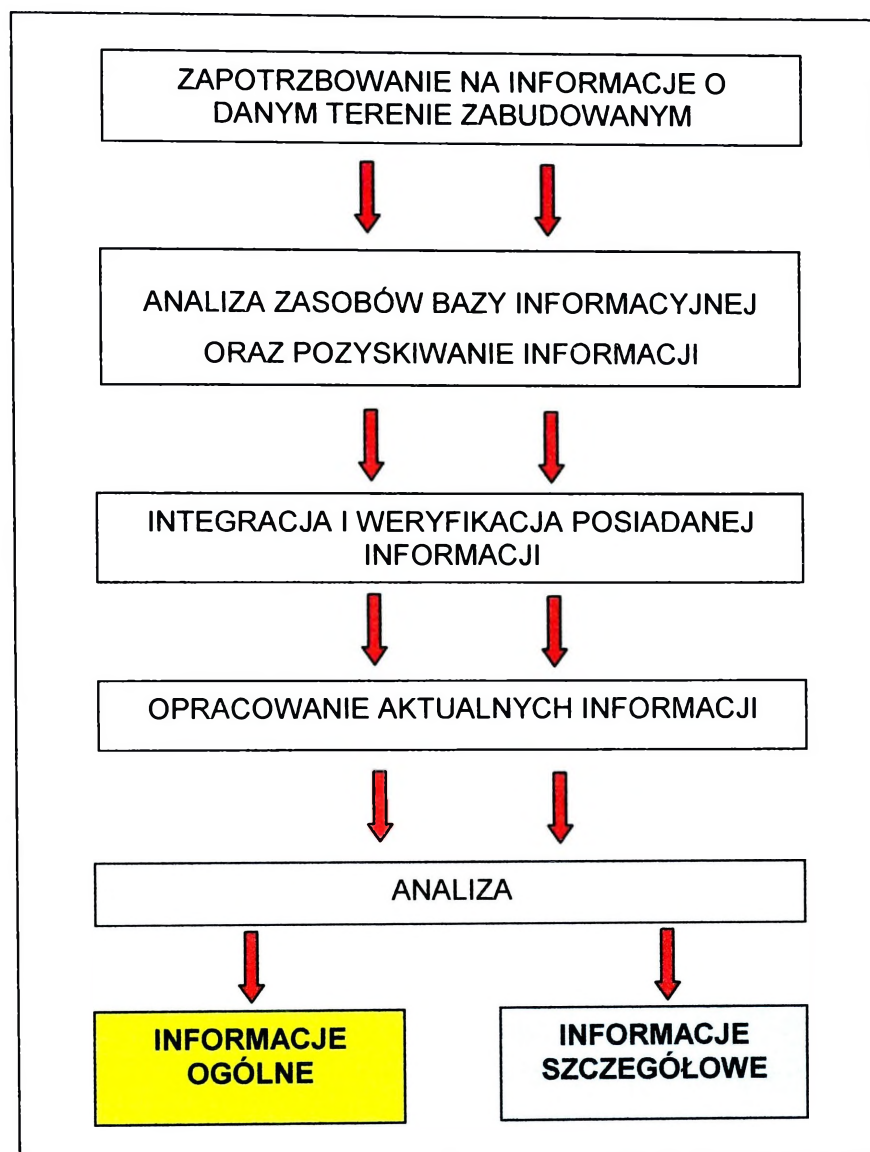 ZAPOTRZBOWANIE NA INFORMACJE O
DANYM TERENIE ZABUDOWANYM
ANALIZA ZASOBÓW BAZY INFORMACYJNEJ
ORAZ POZYSKIWANIE INFORMACJI
INTEGRACJA I WERYFIKACJA POSIADANEJ
INFORMACJI
OPRACOWANIE AKTUALNYCH INFORMACJI
ANALIZA
INFORMACJE
OGÓLNE
INFORMACJE
SZCZEGÓŁOWE